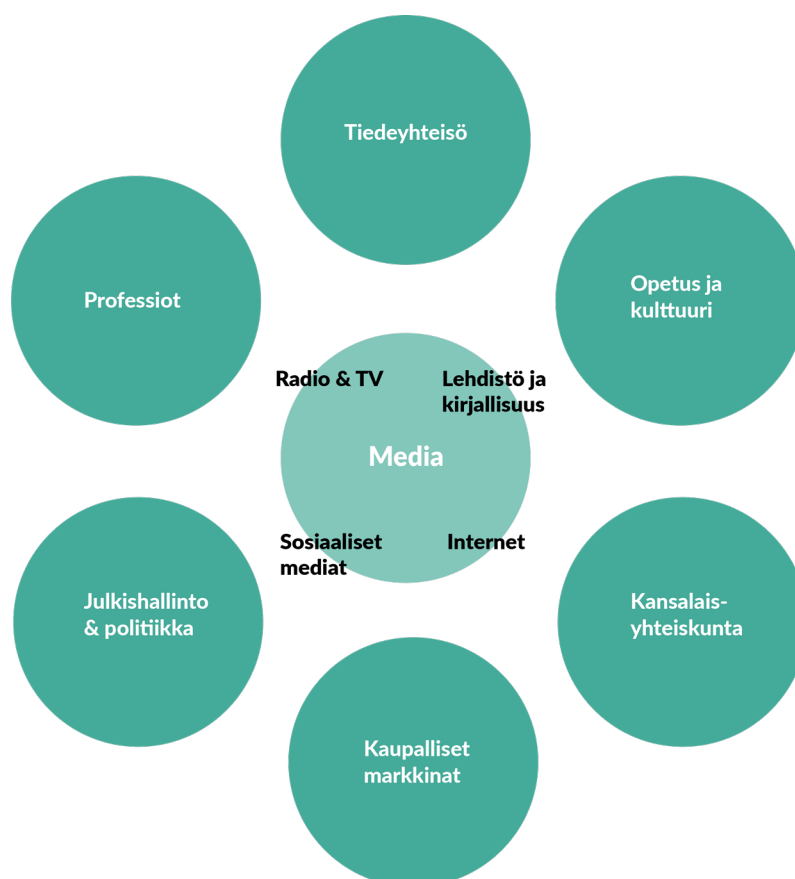 Tiedeyhteisö
Professiot
Opetus ja
kulttuuri
Radio & TV
Lehdistö ja
kirjallisuus
Media
Sosiaaliset
mediat
Internet
Julkishallinto
& politiikka
Kansalais-
yhteiskunta
Kaupalliset
markkinat